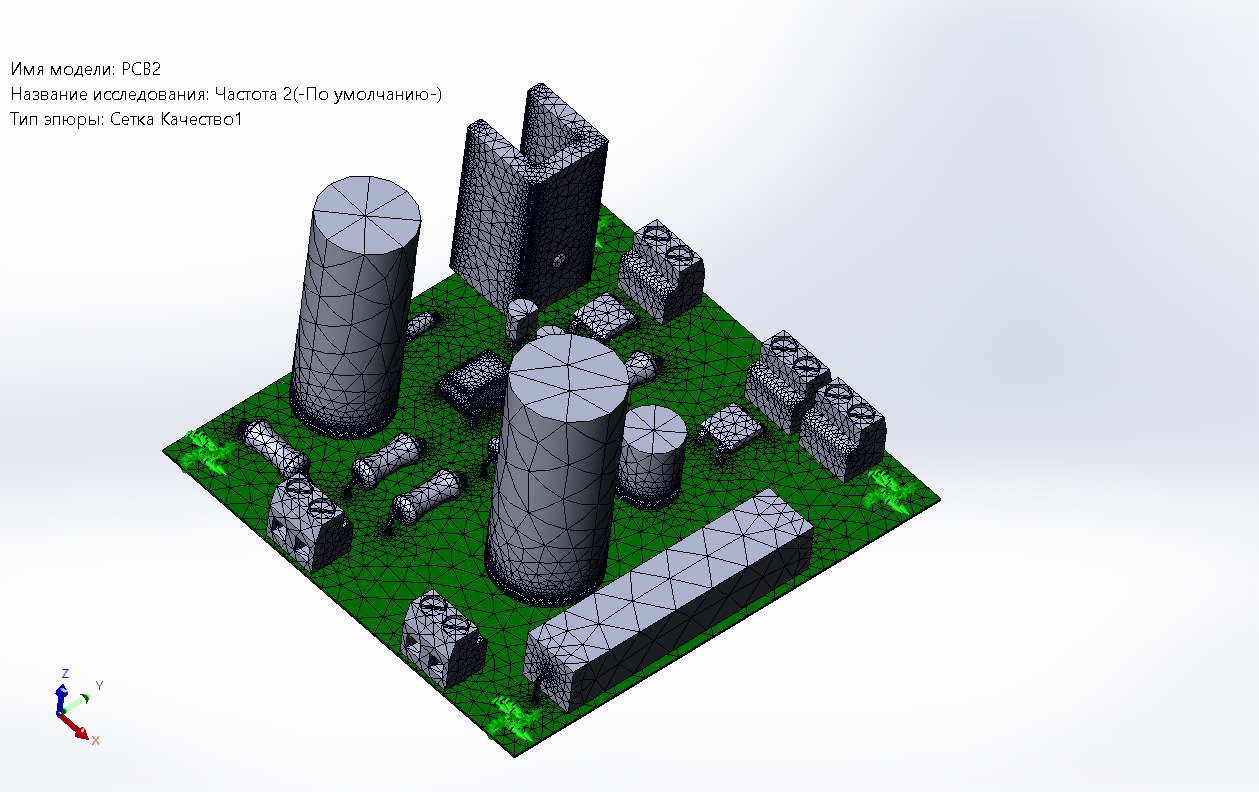 Имя модели: PCB2
Название исследования: Частота 2(-По умолчанию-)
Тип эпюры: Сетка Качество1
Z
Y
X